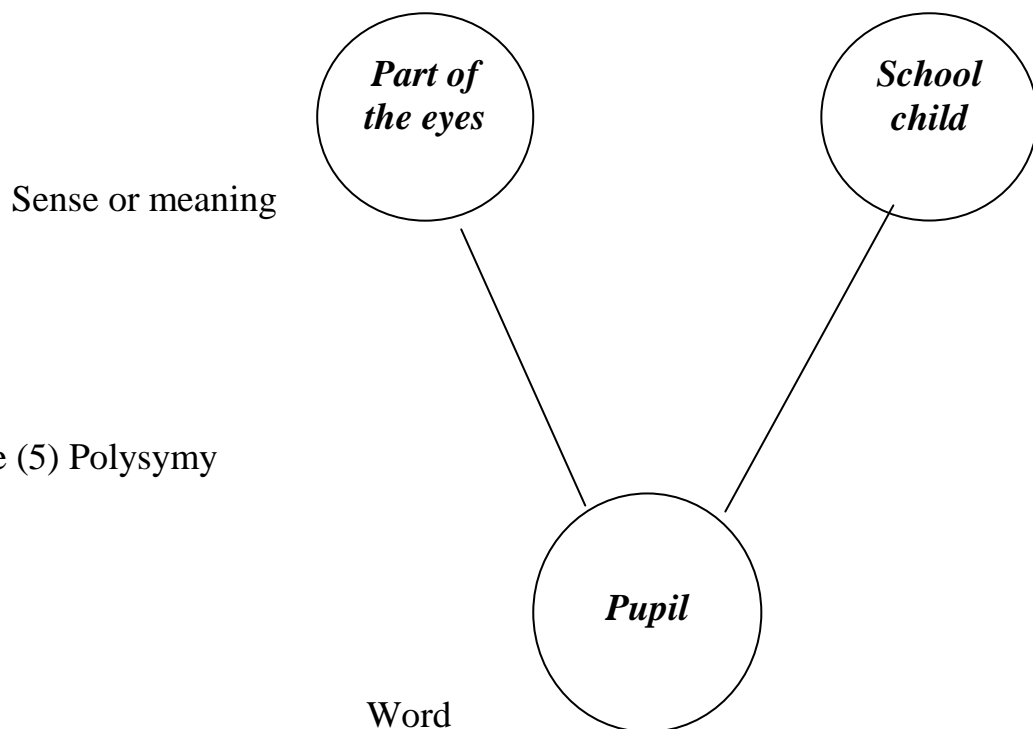 Part of
the eyes
School
child
Sense or meaning
e (5) Polysymy
Pupil
Word